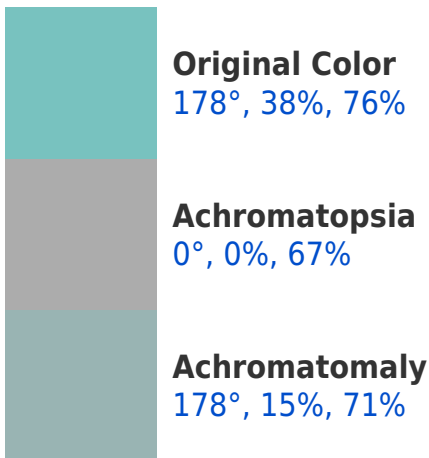 Original Color
178°, 38%, 76%
Achromatopsia
0°, 0%, 67%
Achromatomaly
178°, 15%, 71%